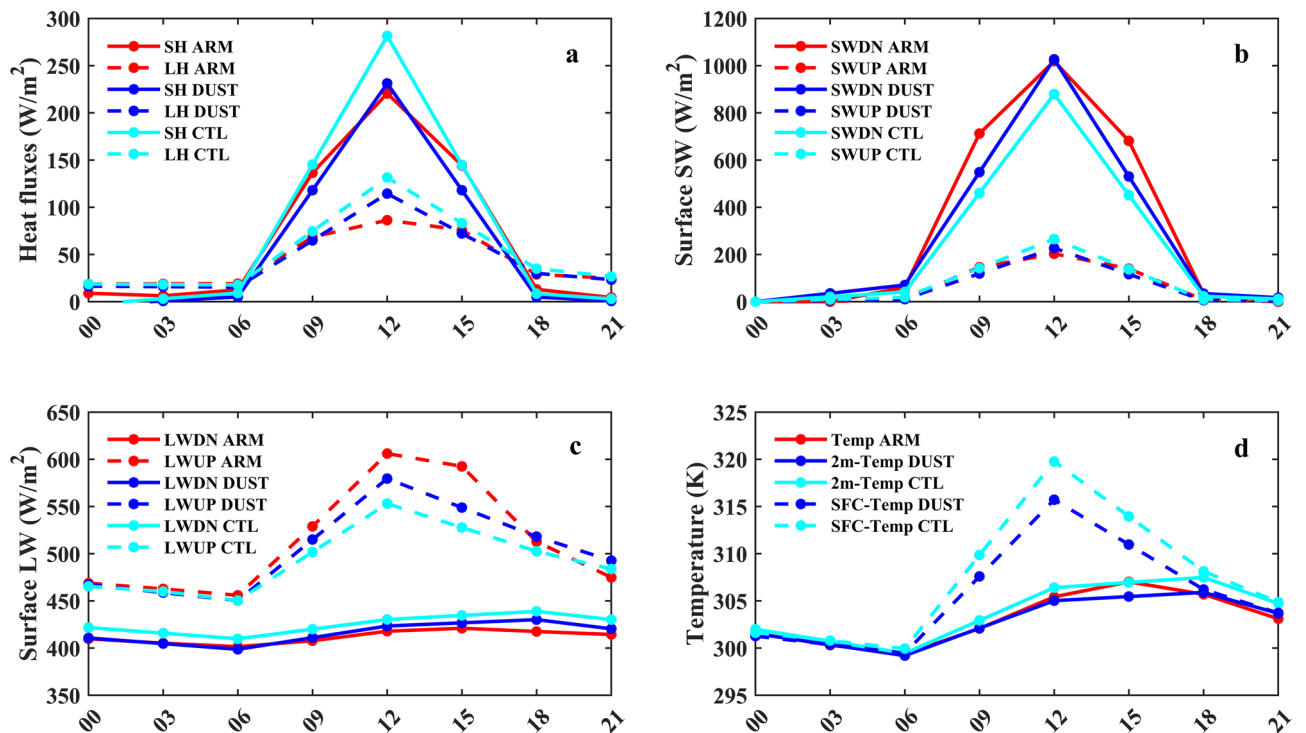 a
Heat fluxes (W/m²)
300
250
200
150
100
50
0
SH ARM
LH ARM
SH DUST
LH DUST
SH CTL
LH CTL
00 03 06 09 12 15 18 21
b
Surface SW (W/m²)
1200
1000
800
600
400
200
0
SWDN ARM
SWUP ARM
SWDN DUST
SWUP DUST
SWDN CTL
SWUP CTL
00 03 06 09 12 15 18 21
c
Surface LW (W/m²)
650
600
550
500
450
400
350
LWDN ARM
LWUP ARM
LWDN DUST
LWUP DUST
LWDN CTL
LWUP CTL
00 03 06 09 12 15 18 21
d
Temperature (K)
325
320
315
310
305
300
295
Temp ARM
2m-Temp DUST
2m-Temp CTL
SFC-Temp DUST
SFC-Temp CTL
00 03 06 09 12 15 18 21